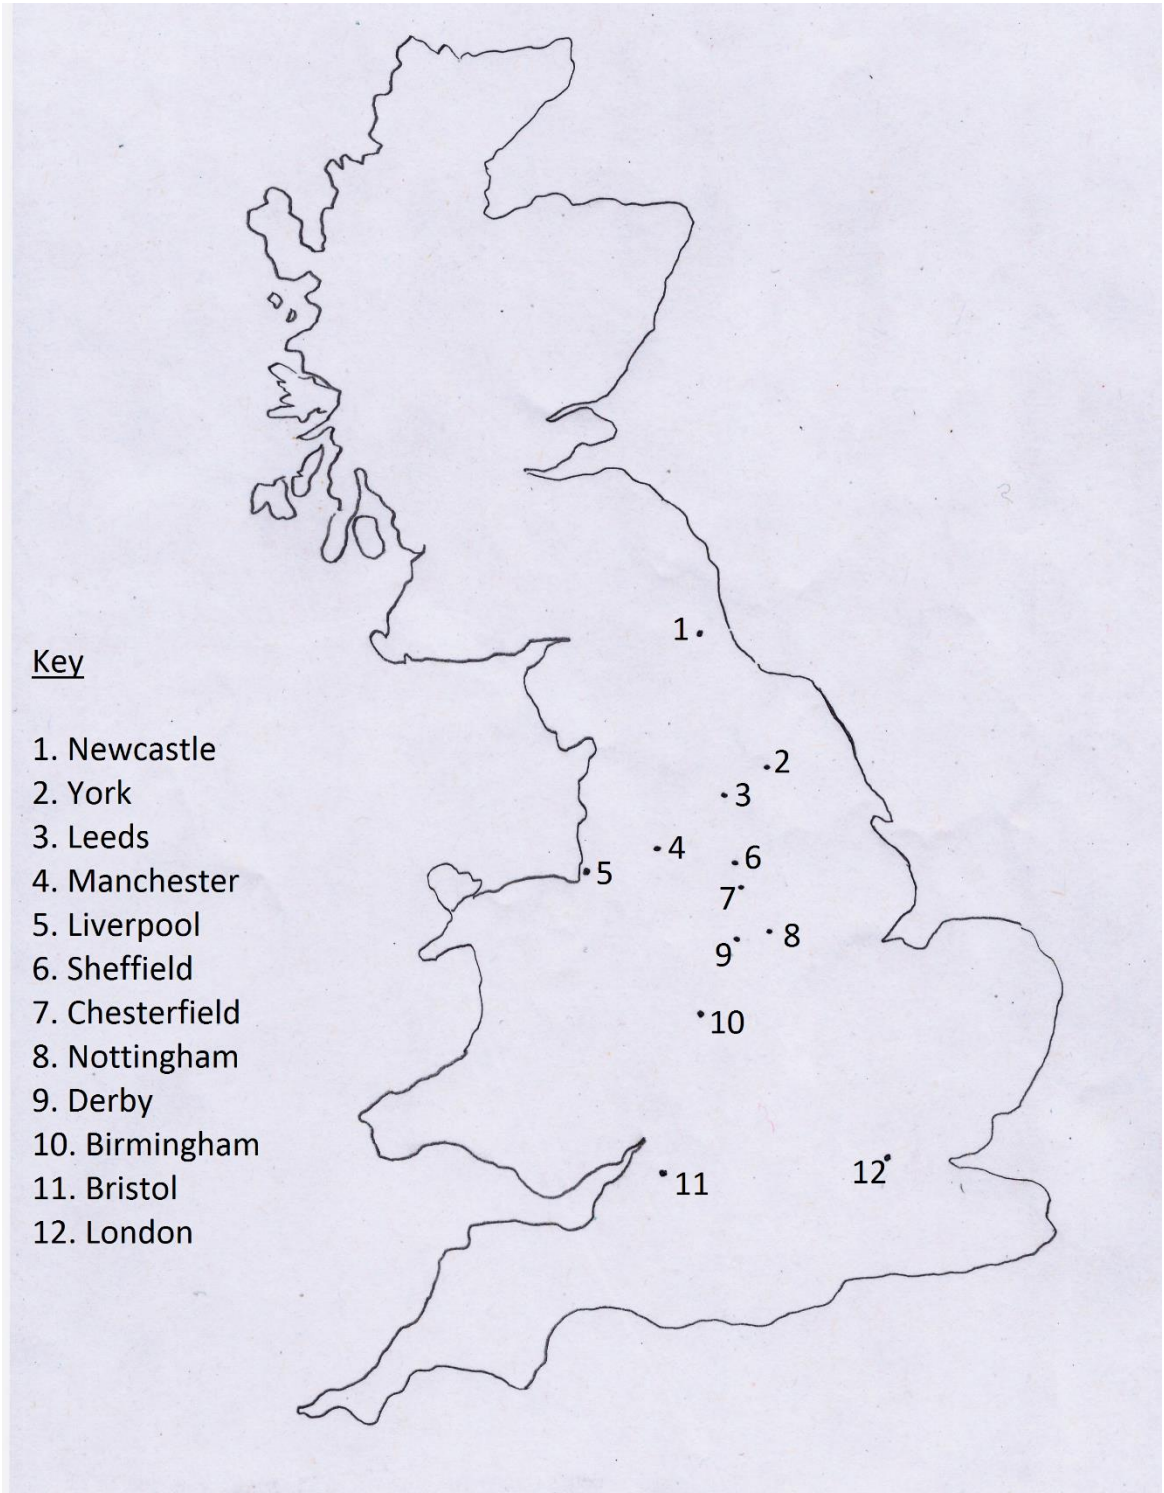 1
Key
1. Newcastle
2
2. York
3
3. Leeds
4
6
4. Manchester
5
7
5. Liverpool
8
6. Sheffield
9
7. Chesterfield
10
8. Nottingham
9. Derby
10. Birmingham
11
12
11. Bristol
12. London